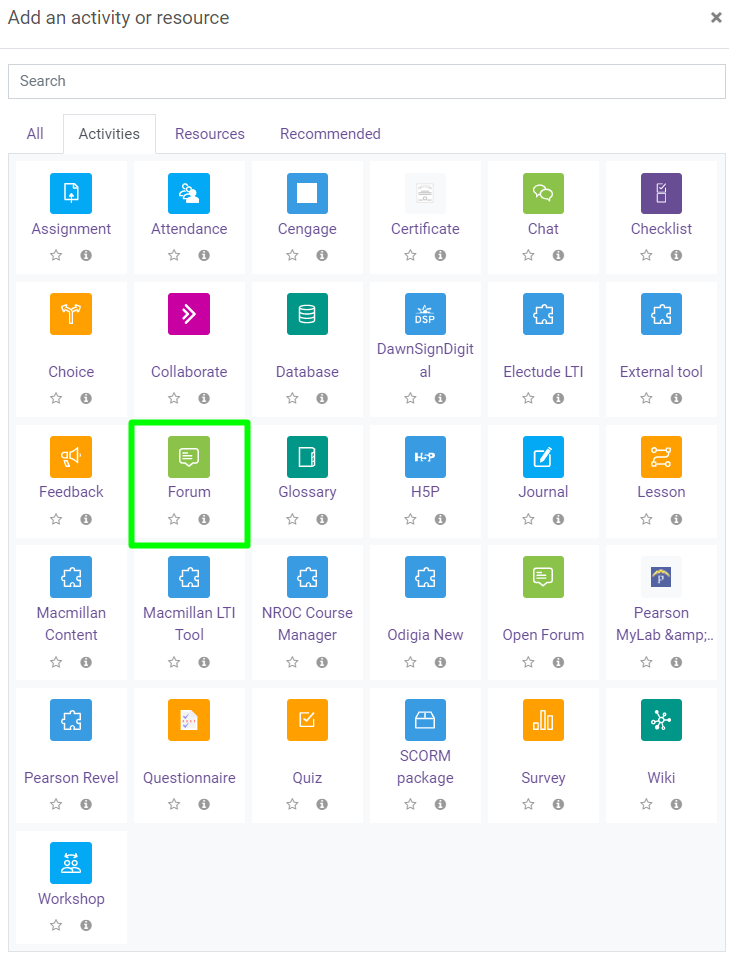 Add an activity or resource
Search
All Activities Resources Recommended
Assignment Attendance Cengage Certificate Chat Checklist
DSP
Choice Collaborate Database DawnSignDigit
al Electude LTI External tool
H5P
Feedback Forum Glossary H5P Journal Lesson
Macmillan
Content Macmillan LTI
Tool NROC Course
Manager Odigia New Open Forum Pearson
MyLab &amp;..
Pearson Revel Questionnaire Quiz SCORM
package Survey Wiki
Workshop